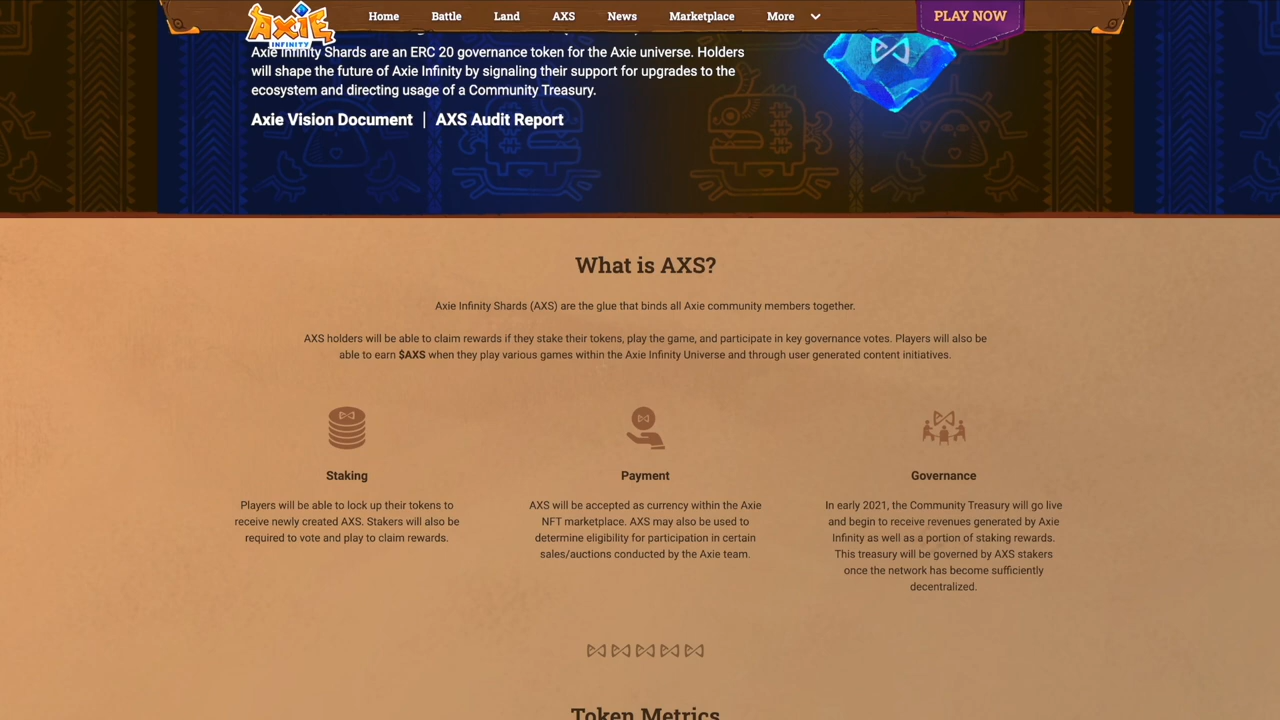 AXIE
INFINITY
Home Battle Land AXS News Marketplace More PLAY NOW
Axie Infinity Shards are an ERC 20 governance token for the Axie universe. Holders
will shape the future of Axie Infinity by signaling their support for upgrades to the
ecosystem and directing usage of a Community Treasury.
Axie Vision Document | AXS Audit Report
What is AXS?
Axie Infinity Shards (AXS) are the glue that binds all Axie community members together.
AXS holders will be able to claim rewards if they stake their tokens, play the game, and participate in key governance votes. Players will also be
able to earn $AXS when they play various games within the Axie Infinity Universe and through user generated content initiatives.
Staking
Players will be able to lock up their tokens to
receive newly created AXS. Stakers will also be
required to vote and play to claim rewards.
Payment
AXS will be accepted as currency within the Axie
NFT marketplace. AXS may also be used to
determine eligibility for participation in certain
sales/auctions conducted by the Axie team.
Governance
In early 2021, the Community Treasury will go live
and begin to receive revenues generated by Axie
Infinity as well as a portion of staking rewards.
This treasury will be governed by AXS stakers
once the network has become sufficiently
decentralized.
Token Metrics